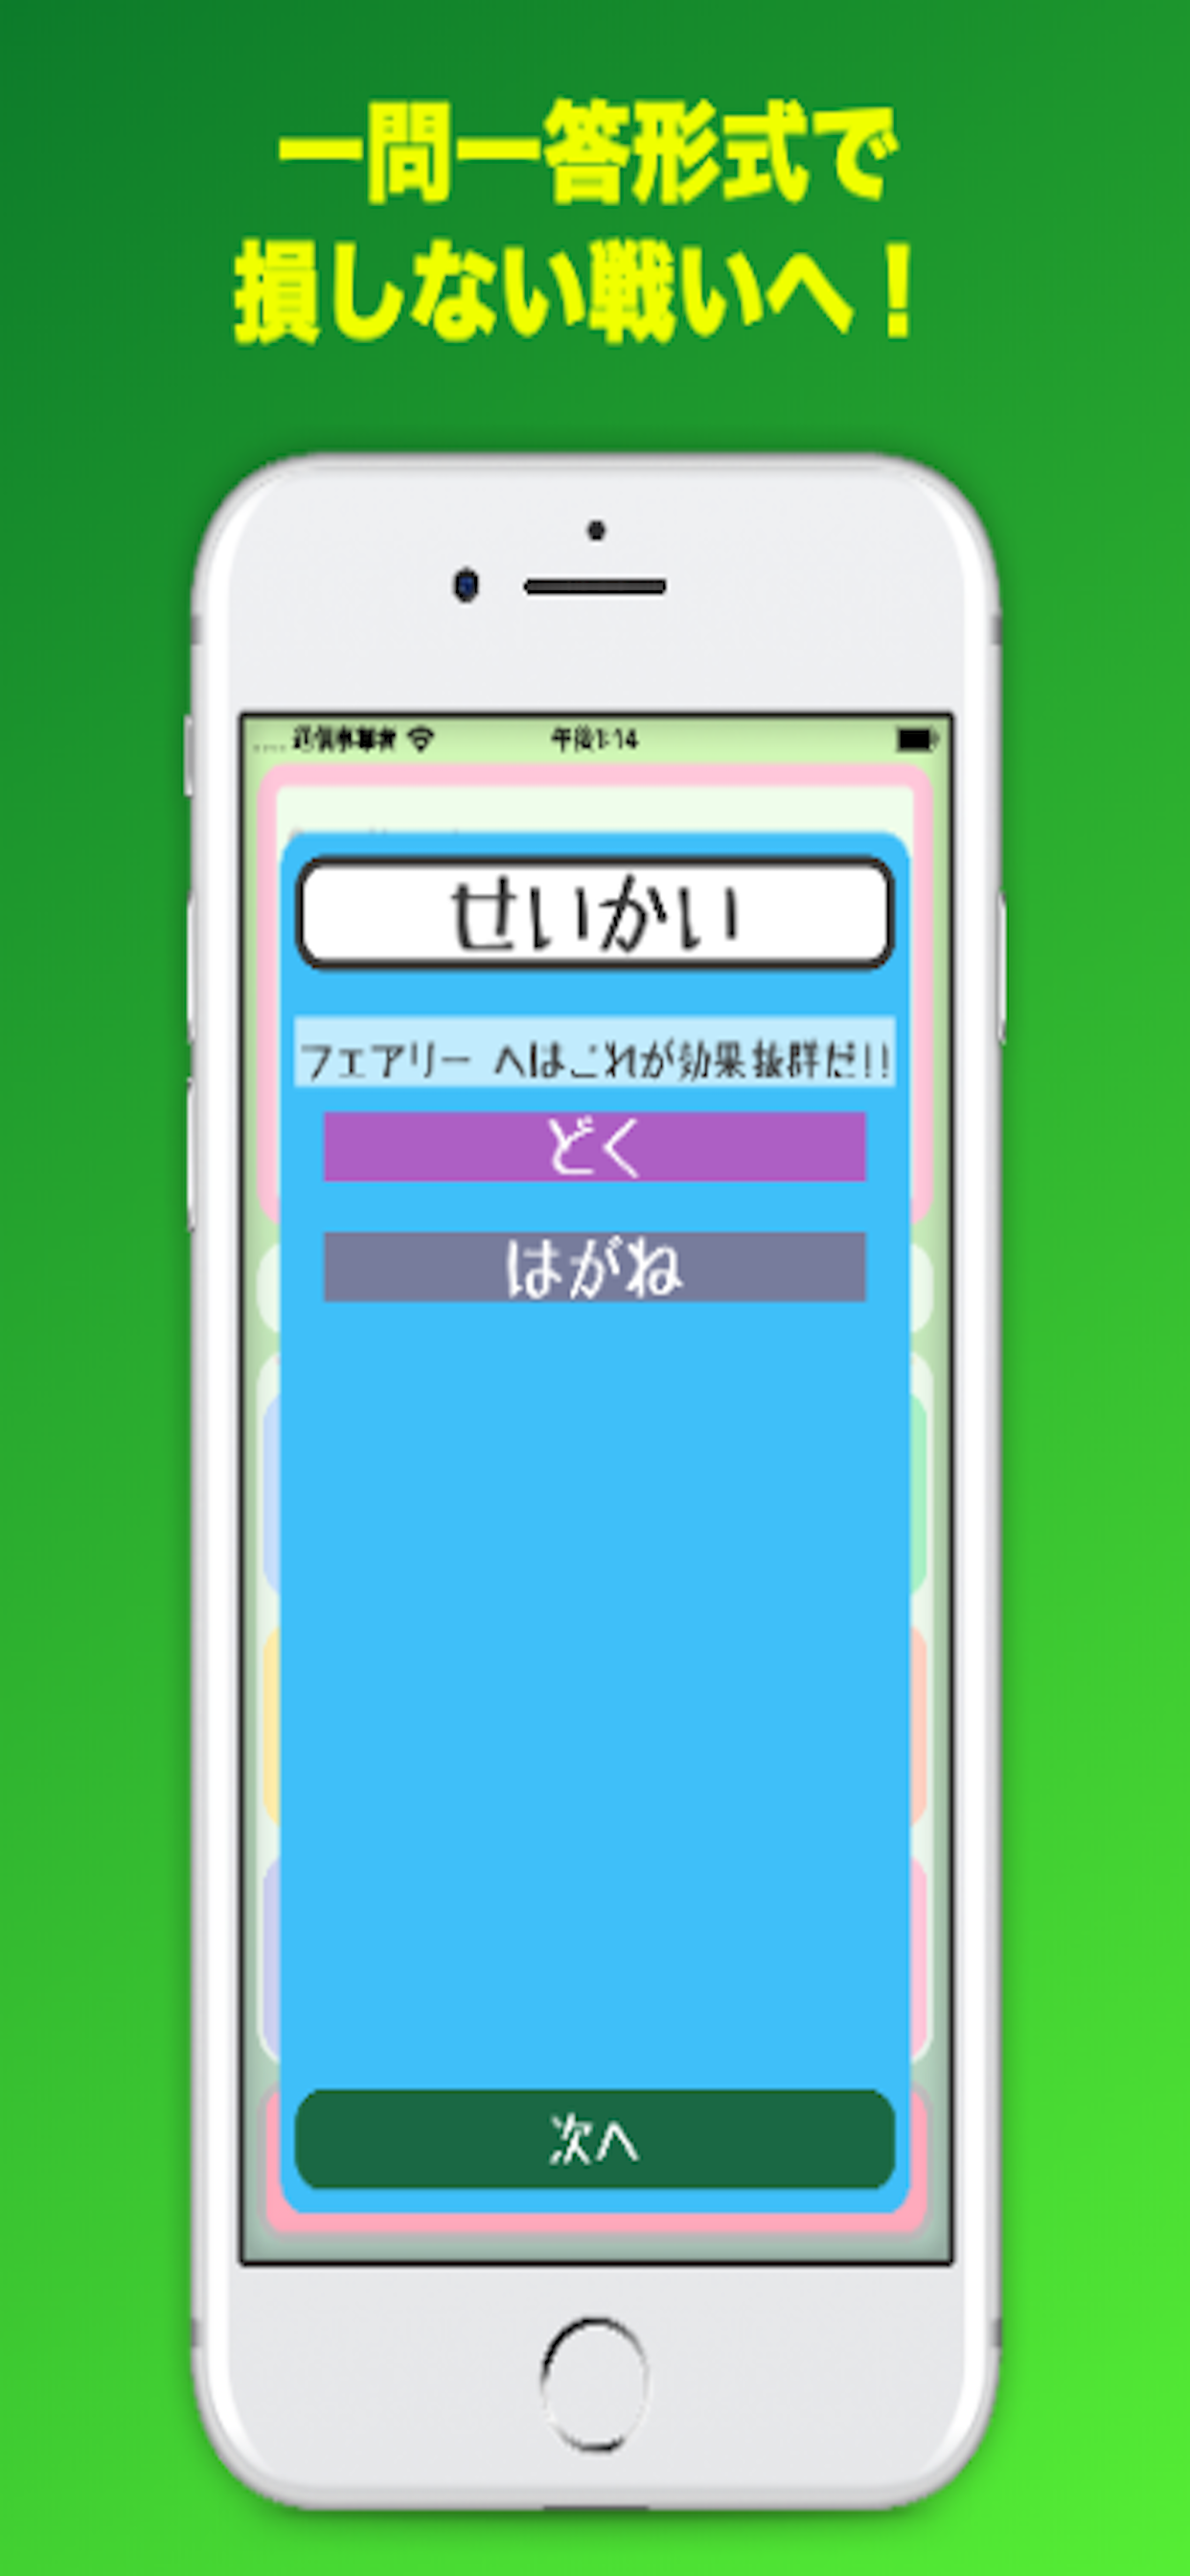 一問一答形式で
損しない戦いへ！
通信事業者 午後1:14
せいかい
フェアリー へはこれが効果抜群だ!!
どく
はがね
次へ